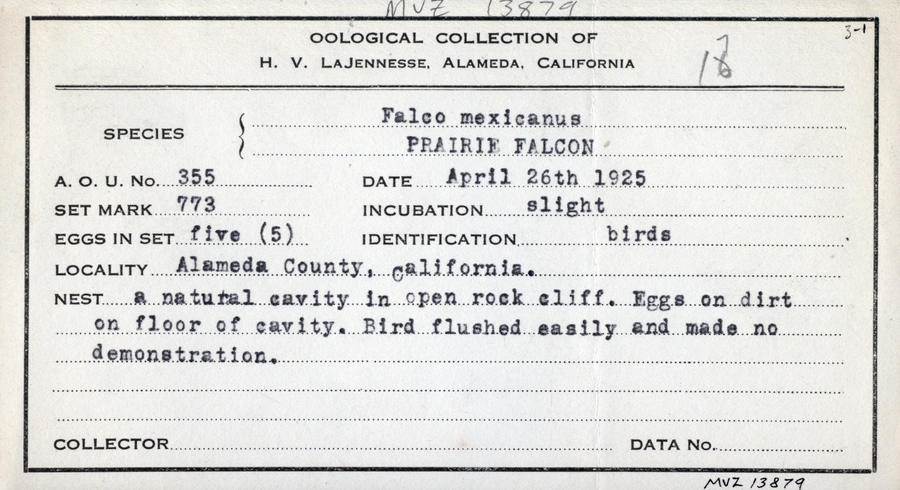 MVZ 13879
3-1
OOLOGICAL COLLECTION OF
H. V. LAJENNESSE, ALAMEDA, CALIFORNIA
SPECIES Falco mexicanus
PRAIRIE FALCON
A. O. U. No. 355 DATE April 26th 1925
SET MARK 773 INCUBATION slight
EGGS IN SET five (5) IDENTIFICATION birds
LOCALITY Alameda County, California.
NEST a natural cavity in open rock cliff. Eggs on dirt
on floor of cavity. Bird flushed easily and made no
demonstration.
COLLECTOR DATA No.
MVZ 13879